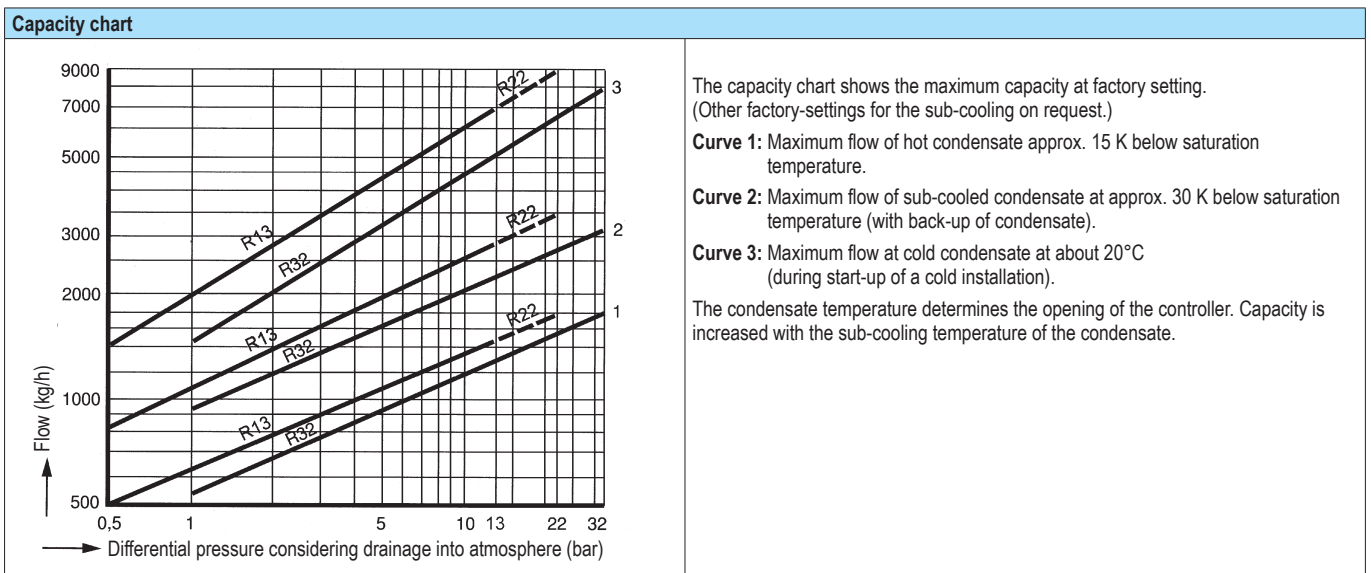 Capacity chart
9000
7000
5000
3000
2000
1000
500
Flow (kg/h)
0,5
1
5
10
13
22
32
Differential pressure considering drainage into atmosphere (bar)
R13
R22
R32
3
R13
R22
R32
2
R13
R22
R32
1
The capacity chart shows the maximum capacity at factory setting.
(Other factory-settings for the sub-cooling on request.)
Curve 1: Maximum flow of hot condensate approx. 15 K below saturation
temperature.
Curve 2: Maximum flow of sub-cooled condensate at approx. 30 K below saturation
temperature (with back-up of condensate).
Curve 3: Maximum flow at cold condensate at about 20°C
(during start-up of a cold installation).
The condensate temperature determines the opening of the controller. Capacity is
increased with the sub-cooling temperature of the condensate.